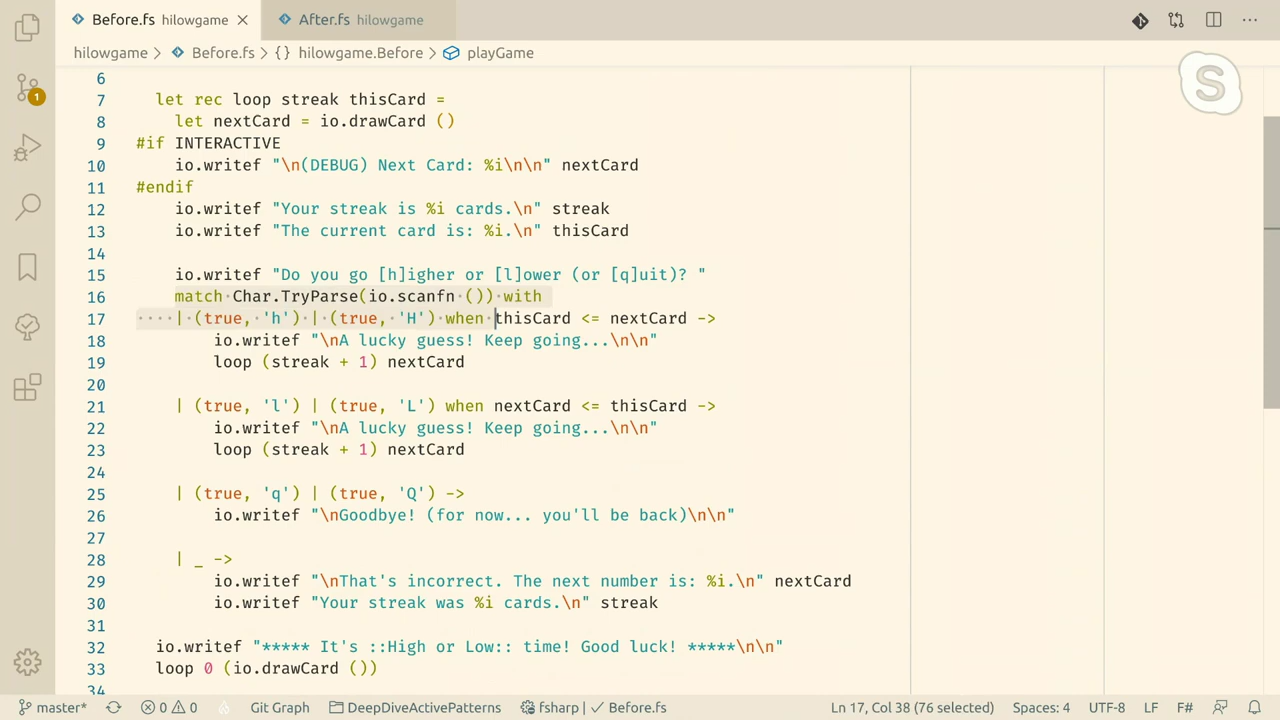 Before.fs hilowgame
After.fs hilowgame
hilowgame > Before.fs > {} hilowgame.Before > playGame
S
6
7 let rec loop streak thisCard =
8 let nextCard = io.drawCard ()
9 #if INTERACTIVE
10 io.writef "\n(DEBUG) Next Card: %i\n\n" nextCard
11 #endif
12 io.writef "Your streak is %i cards.\n" streak
13 io.writef "The current card is: %i.\n" thisCard
14
15 io.writef "Do you go [h]igher or [l]ower (or [q]uit)? "
16 match·Char.TryParse(io.scanfn·())·with
17 ····|·(true,·'h')·|·(true,·'H')·when·thisCard <= nextCard ->
18 io.writef "\nA lucky guess! Keep going...\n\n"
19 loop (streak + 1) nextCard
20
21 | (true, 'l') | (true, 'L') when nextCard <= thisCard ->
22 io.writef "\nA lucky guess! Keep going...\n\n"
23 loop (streak + 1) nextCard
24
25 | (true, 'q') | (true, 'Q') ->
26 io.writef "\nGoodbye! (for now... you'll be back)\n\n"
27
28 | _ ->
29 io.writef "\nThat's incorrect. The next number is: %i.\n" nextCard
30 io.writef "Your streak was %i cards.\n" streak
31
32 io.writef "***** It's ::High or Low:: time! Good luck! *****\n\n"
33 loop 0 (io.drawCard ())
34
1
master* 0 0 Git Graph DeepDiveActivePatterns fsharp | ✓ Before.fs Ln 17, Col 38 (76 selected) Spaces: 4 UTF-8 LF F#